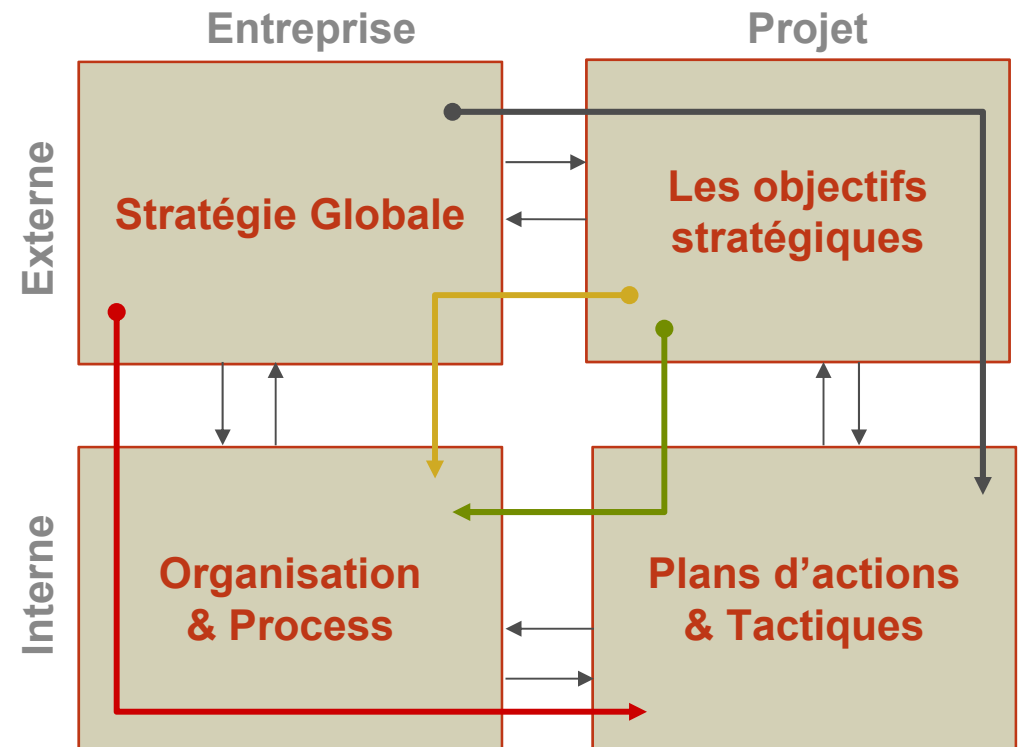 Entreprise
Projet
Externe
Stratégie Globale
Les objectifs
stratégiques
Interne
Organisation
& Process
Plans d’actions
& Tactiques